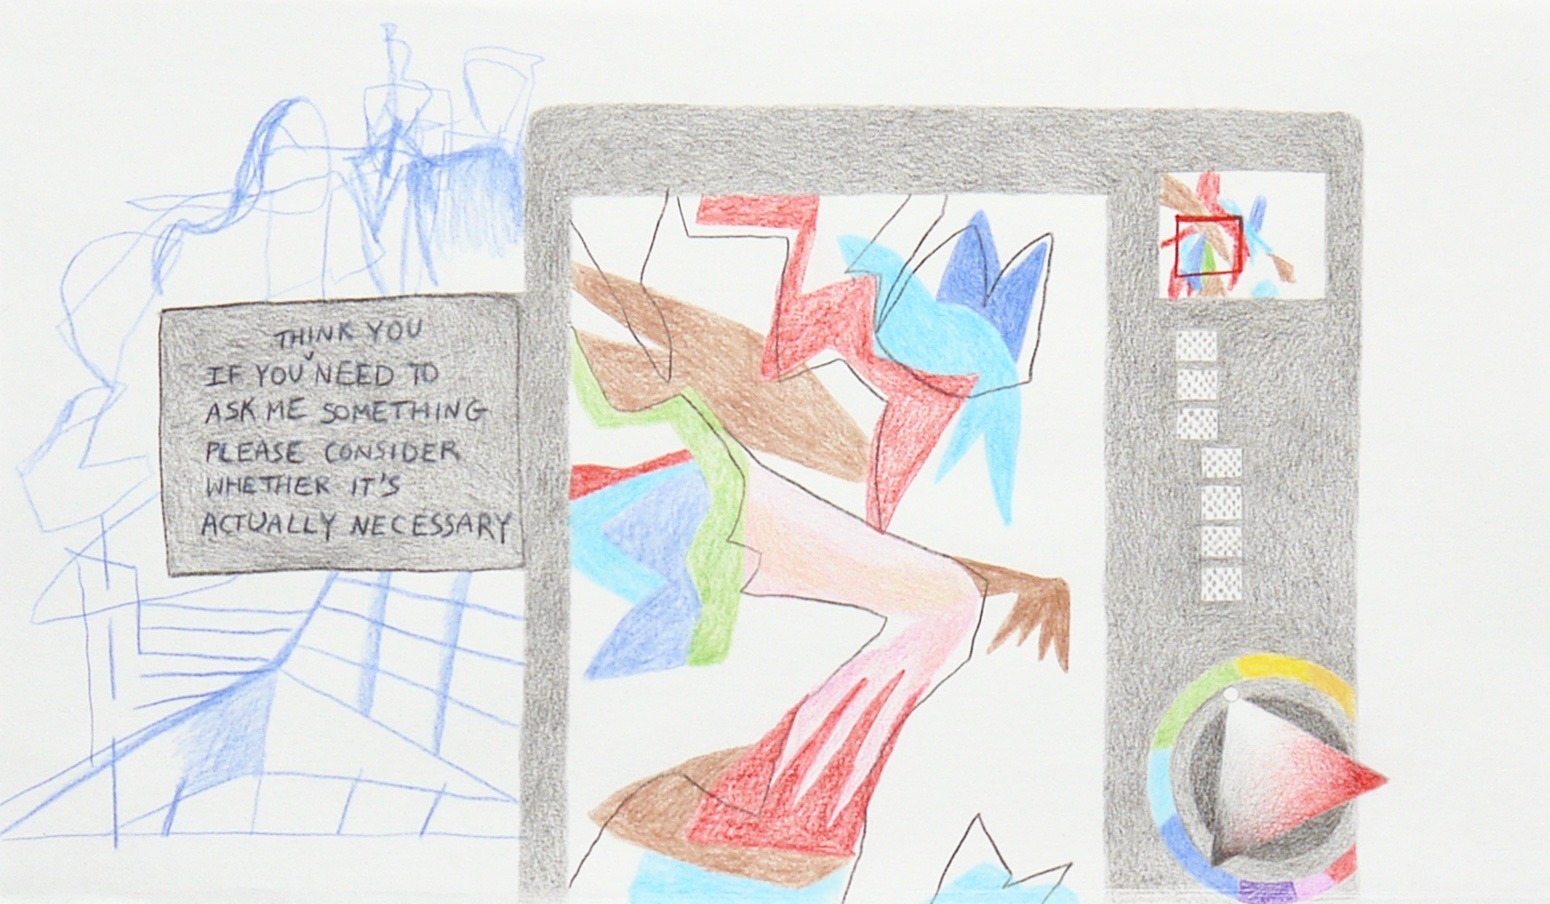 THINK YOU
IF YOU NEED TO
ASK ME SOMETHING
PLEASE CONSIDER
WHETHER IT'S
ACTUALLY NECESSARY